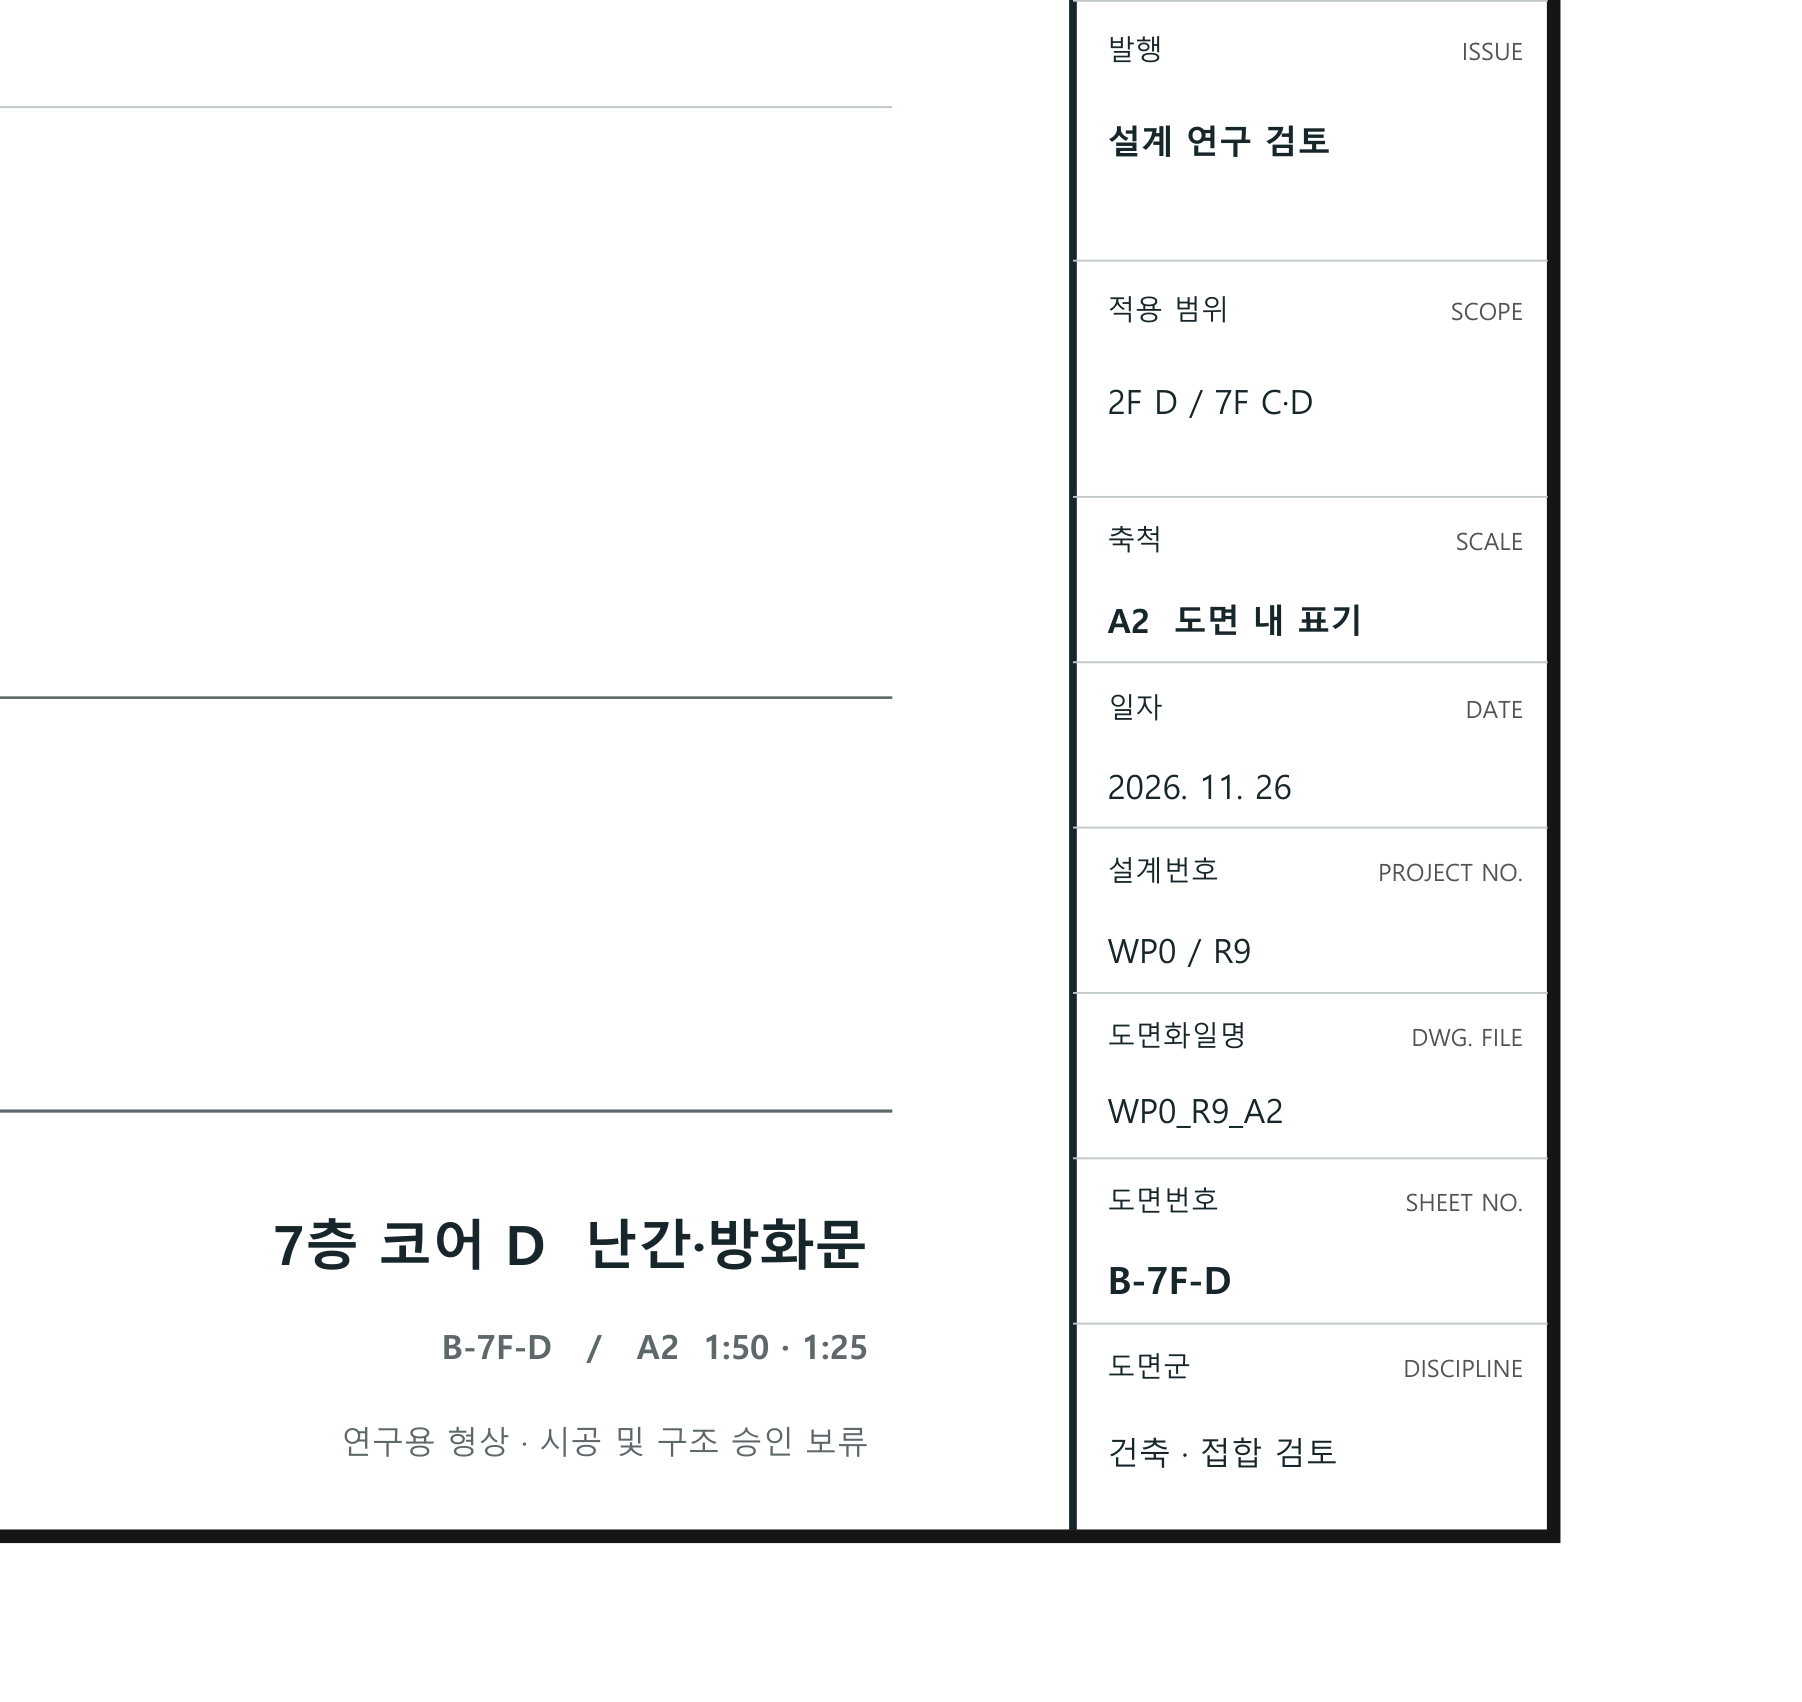 발행 ISSUE
설계 연구 검토
적용 범위 SCOPE
2F D / 7F C·D
축척 SCALE
A2 도면 내 표기
일자 DATE
2026. 11. 26
설계번호 PROJECT NO.
WP0 / R9
도면화일명 DWG. FILE
WP0_R9_A2
도면번호 SHEET NO.
B-7F-D
도면군 DISCIPLINE
건축 · 접합 검토
7층 코어 D 난간·방화문
B-7F-D / A2 1:50 · 1:25
연구용 형상 · 시공 및 구조 승인 보류